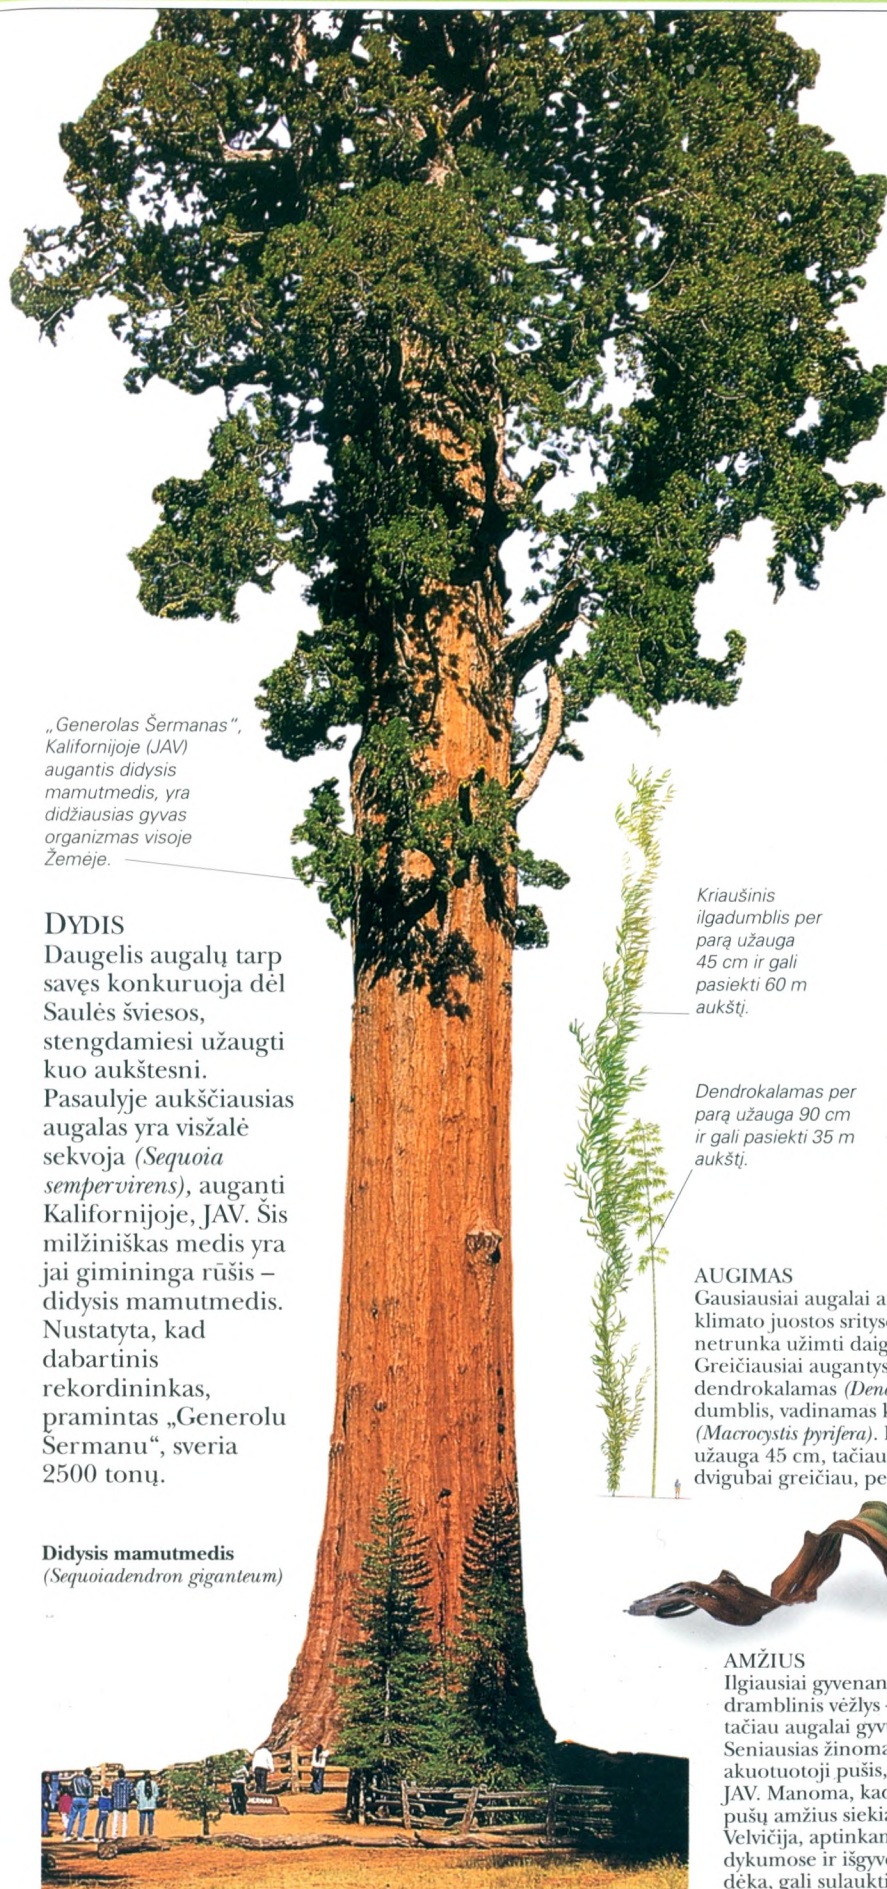 „Generolas Šermanas“,
Kalifornijoje (JAV)
augantis didysis
mamutmedis, yra
didžiausias gyvas
organizmas visoje
Žemėje.
DYDIS
Daugelis augalų tarp
savęs konkuruoja dėl
Saulės šviesos,
stengdamiesi užaugti
kuo aukštesni.
Pasaulyje aukščiausias
augalas yra visžalė
sekvoja (Sequoia
sempervirens), auganti
Kalifornijoje, JAV. Šis
milžiniškas medis yra
jai gimininga rūšis –
didysis mamutmedis.
Nustatyta, kad
dabartinis
rekordininkas,
pramintas „Generolu
Šermanu“, sveria
2500 tonų.
Didysis mamutmedis
(Sequoiadendron giganteum)
Kriaušinis
ilgadumblis per
parą užauga
45 cm ir gali
pasiekti 60 m
aukštį.
Dendrokalamas per
parą užauga 90 cm
ir gali pasiekti 35 m
aukštį.
AUGIMAS
Gausiausiai augalai a
klimato juostos srityse
netrunka užimti daig
Greičiausiai augantys
dendrokalamas (Den
dumblis, vadinamas k
(Macrocystis pyrifera).
užauga 45 cm, tačiau
dvigubai greičiau, pe
AMŽIUS
Ilgiausiai gyvenan
dramblinis vėžlys
tačiau augalai gyv
Seniausias žinoma
akuotuotoji pušis,
JAV. Manoma, kad
pušų amžius siekia
Velvičija, aptinkan
dykumose ir išgyve
dėka, gali sulaukti